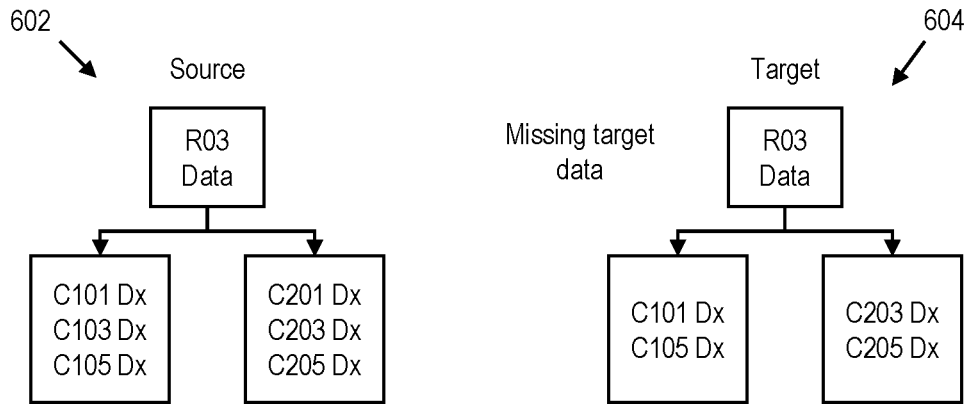 602
604
Source
Target
R03
Data
Missing target
data
R03
Data
C101 Dx
C103 Dx
C105 Dx
C201 Dx
C203 Dx
C205 Dx
C101 Dx
C105 Dx
C203 Dx
C205 Dx